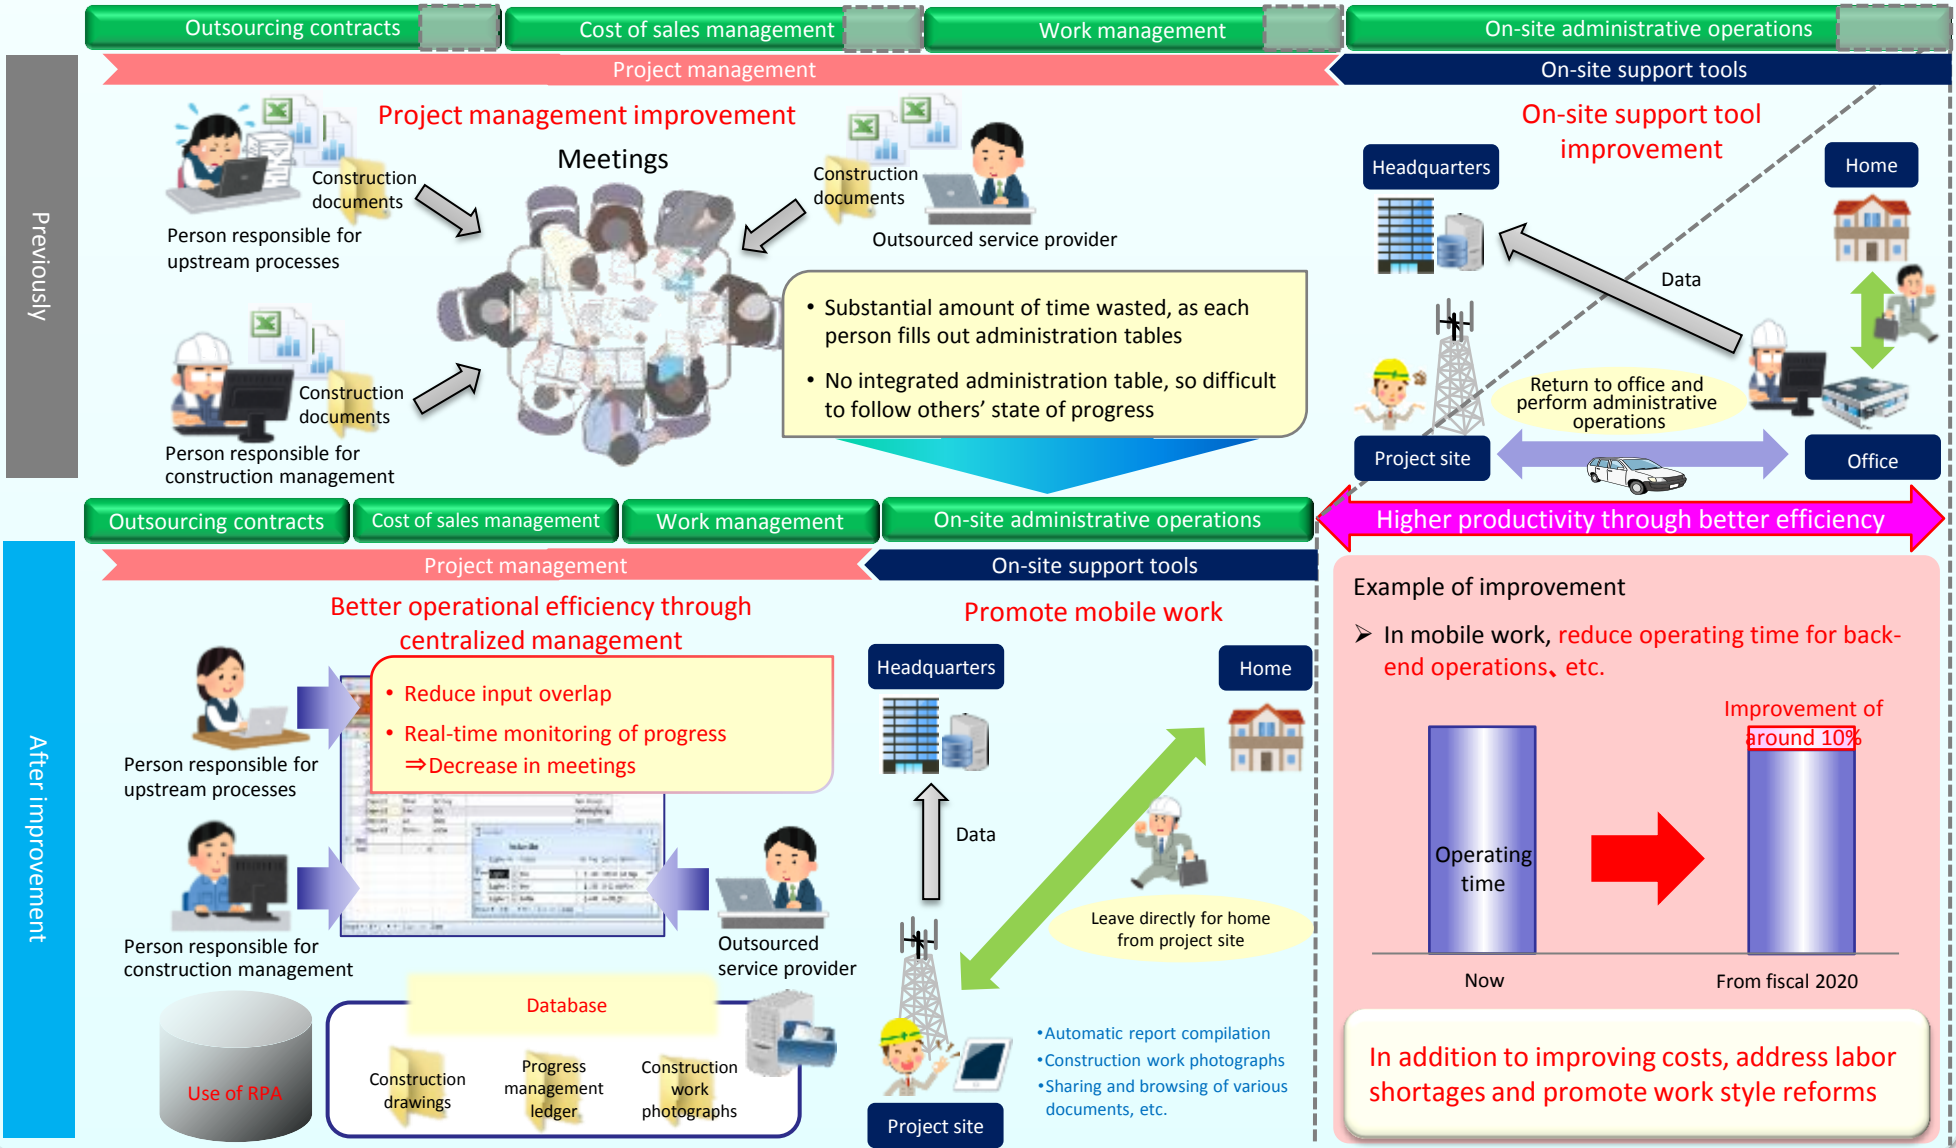 Outsourcing contracts
Cost of sales management
Work management
On-site administrative operations
Project management
On-site support tools
Previously
Project management improvement
Meetings
Construction
documents
Person responsible for
upstream processes
Construction
documents
Outsourced service provider
Construction
documents
Person responsible for
construction management
• Substantial amount of time wasted, as each
person fills out administration tables
• No integrated administration table, so difficult
to follow others’ state of progress
On-site support tool
improvement
Headquarters
Home
Data
Return to office and
perform administrative
operations
Project site
Office
Outsourcing contracts
Cost of sales management
Work management
On-site administrative operations
Higher productivity through better efficiency
Project management
On-site support tools
After improvement
Better operational efficiency through
centralized management
• Reduce input overlap
• Real-time monitoring of progress
⇒Decrease in meetings
Person responsible for
upstream processes
Person responsible for
construction management
Outsourced
service provider
Use of RPA
Database
Construction
drawings
Progress
management
ledger
Construction
work
photographs
Promote mobile work
Headquarters
Home
Data
Leave directly for home
from project site
•Automatic report compilation
•Construction work photographs
•Sharing and browsing of various
documents, etc.
Project site
Example of improvement
➢ In mobile work, reduce operating time for back-
end operations、etc.
Improvement of
around 10%
Operating
time
Now
From fiscal 2020
In addition to improving costs, address labor
shortages and promote work style reforms